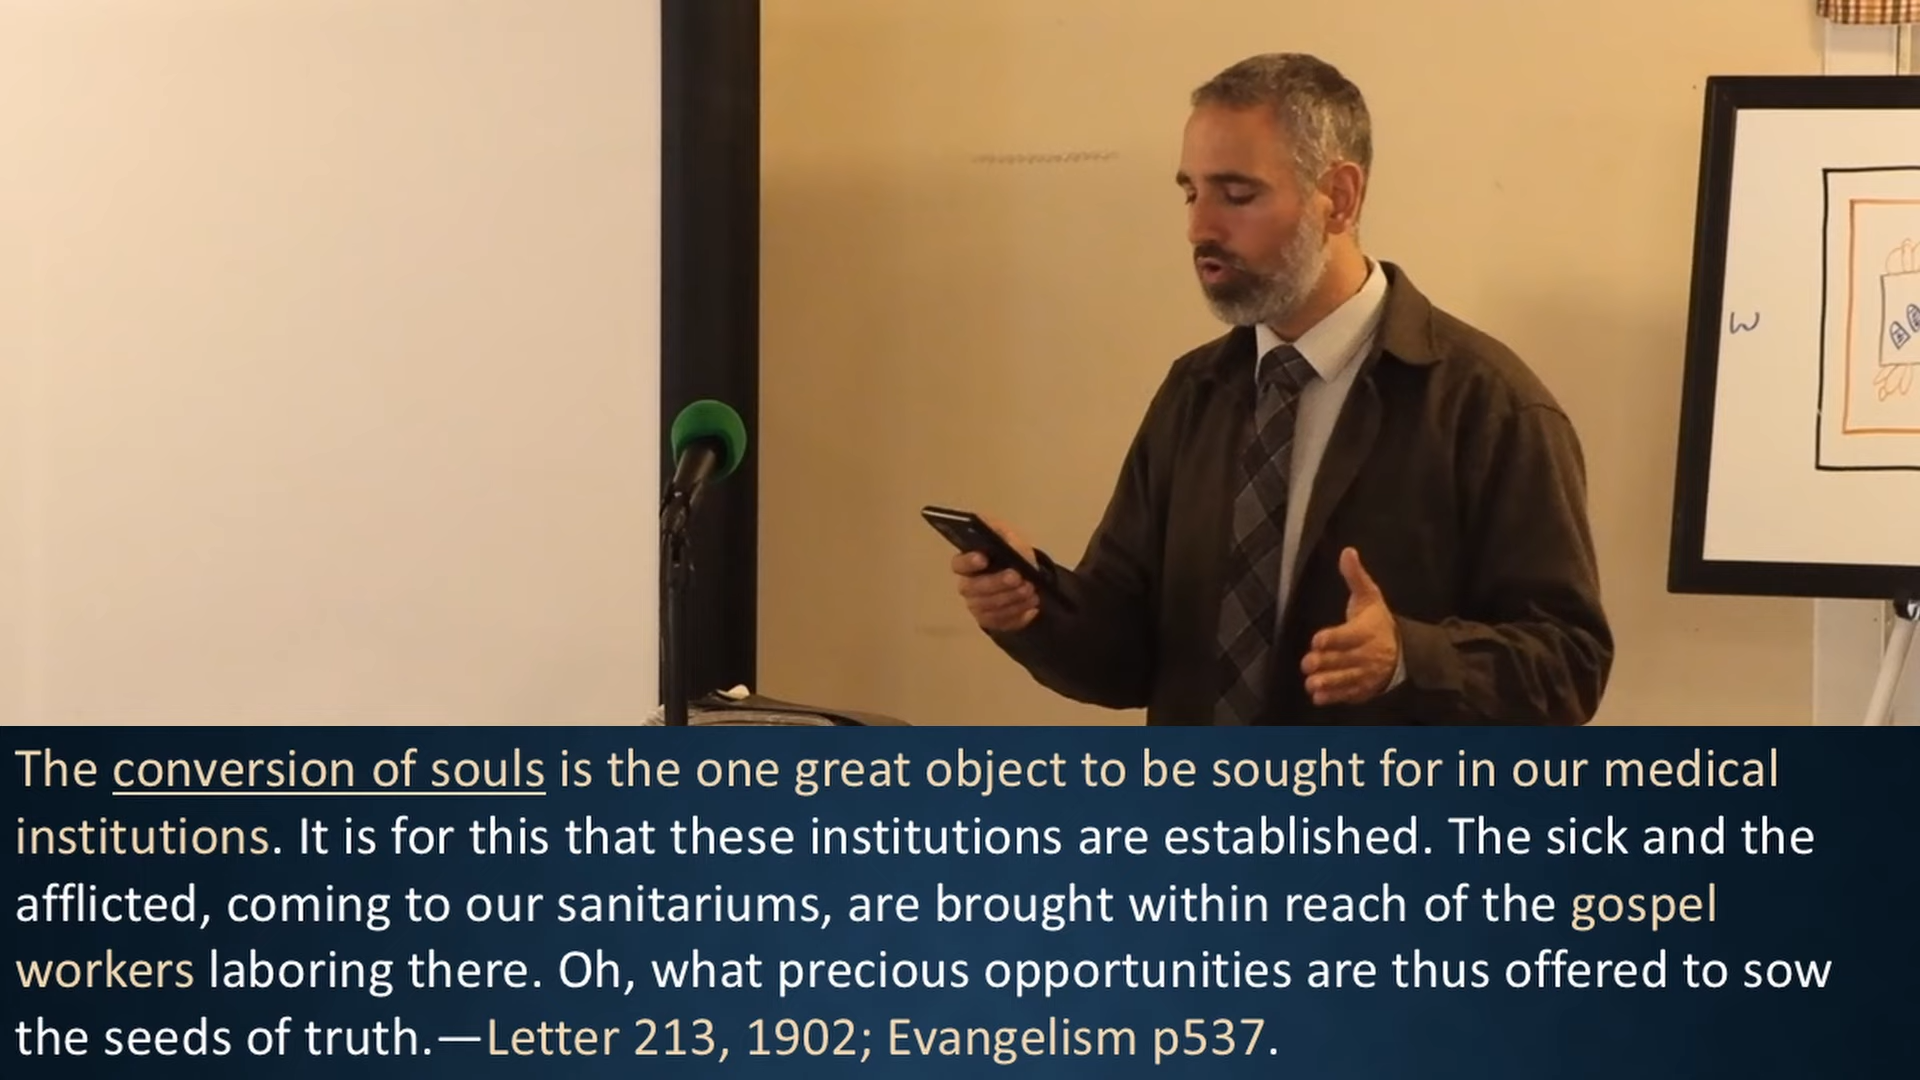 W
The conversion of souls is the one great object to be sought for in our medical
institutions. It is for this that these institutions are established. The sick and the
afflicted, coming to our sanitariums, are brought within reach of the gospel
workers laboring there. Oh, what precious opportunities are thus offered to sow
the seeds of truth.—Letter 213, 1902; Evangelism p537.